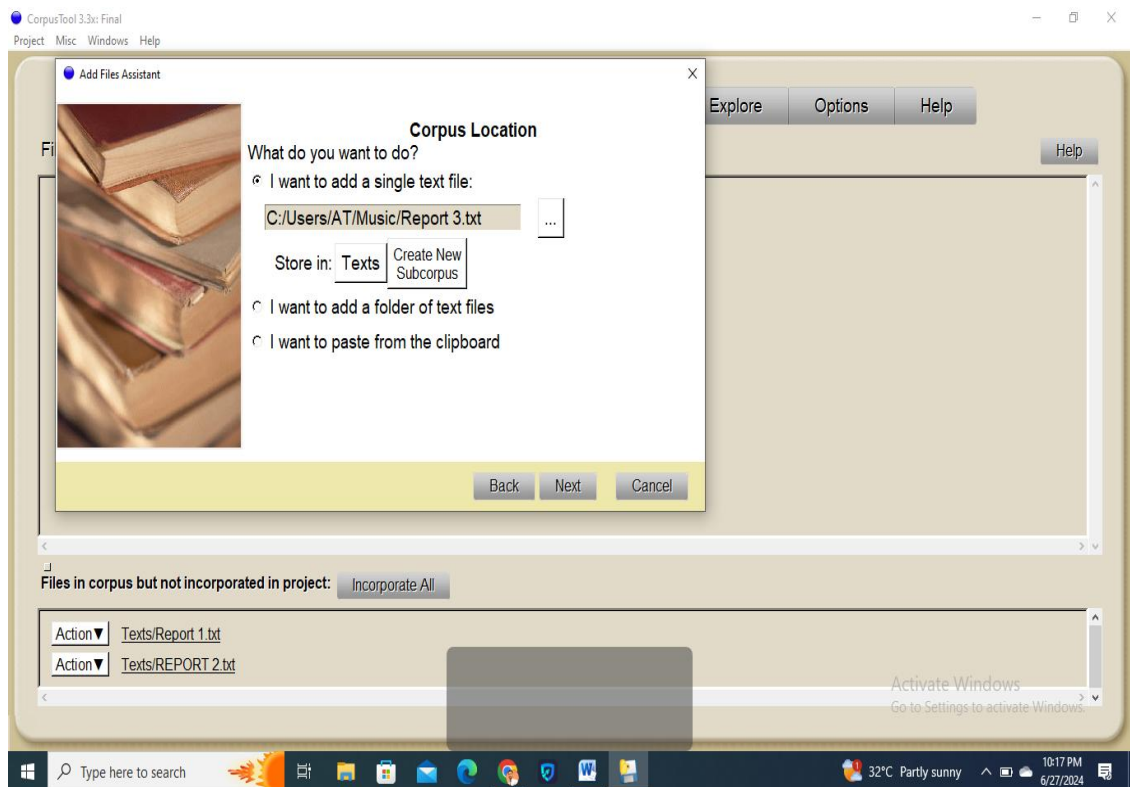 CorpusTool 3.3x: Final
Project Misc Windows Help
Add Files Assistant
Explore Options Help
Fi
Help
Corpus Location
What do you want to do?
I want to add a single text file:
C:/Users/AT/Music/Report 3.txt
...
Store in: Texts Create New
Subcorpus
I want to add a folder of text files
I want to paste from the clipboard
Back Next Cancel
Files in corpus but not incorporated in project: Incorporate All
Action▼ Texts/Report 1.txt
Action▼ Texts/REPORT 2.txt
Activate Windows
Go to Settings to activate Windows.
Type here to search
32°C Partly sunny
10:17 PM
6/27/2024